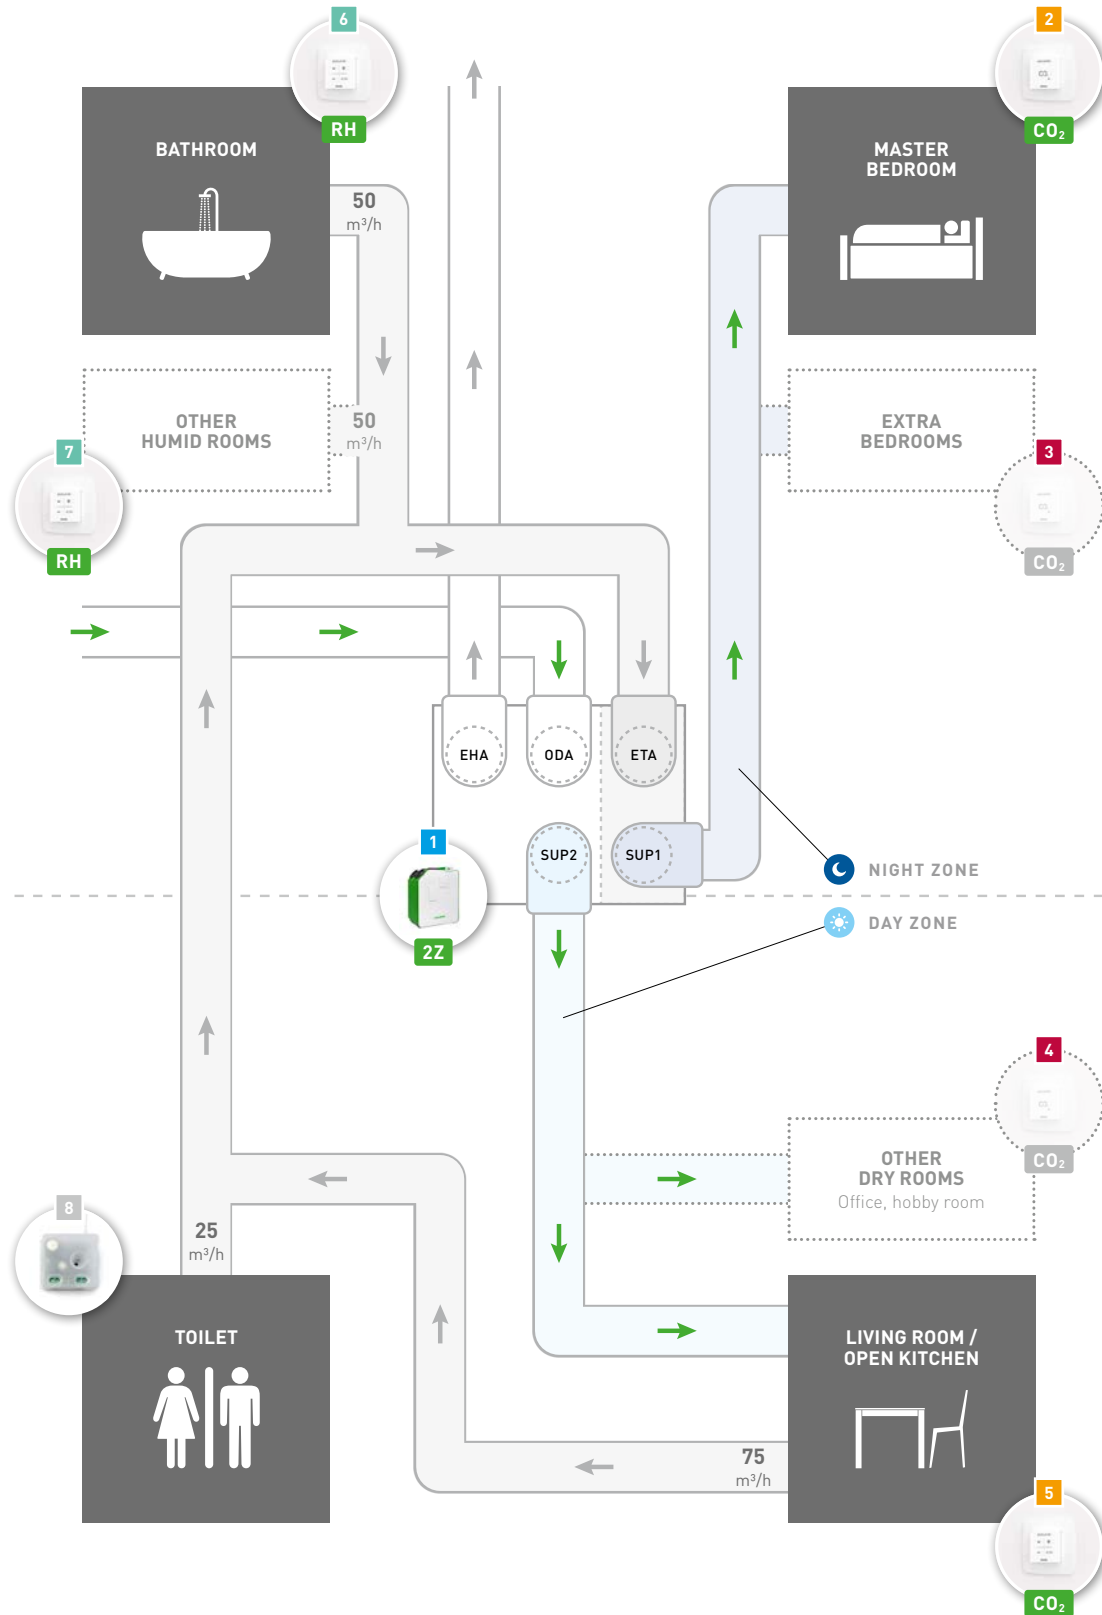 6
2
RH
CO₂
BATHROOM
MASTER
BEDROOM
50
m³/h
OTHER
HUMID ROOMS
50
m³/h
EXTRA
BEDROOMS
7
3
RH
CO₂
EHA
ODA
ETA
1
SUP2
SUP1
2Z
NIGHT ZONE
DAY ZONE
4
CO₂
OTHER
DRY ROOMS
Office, hobby room
8
25
m³/h
TOILET
LIVING ROOM /
OPEN KITCHEN
75
m³/h
5
CO₂